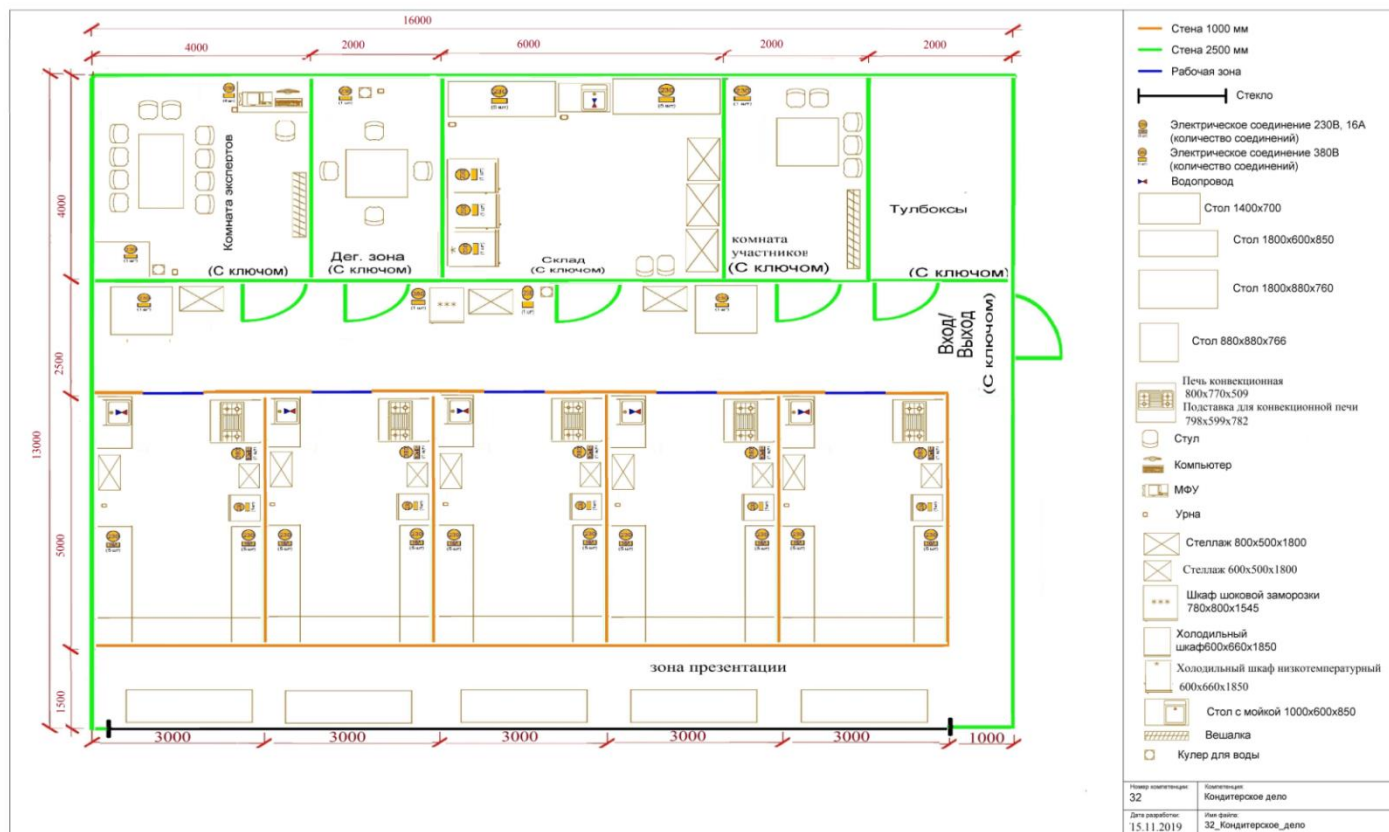 16000
4000
2000
6000
2000
2000
4000
2500
13000
5000
1500
Комната экспертов
(С ключом)
Дег. зона
(С ключом)
Склад
(С ключом)
комната
участников
(С ключом)
Тулбоксы
(С ключом)
Вход/
Выход
(С ключом)
зона презентации
3000
3000
3000
3000
3000
1000
Стена 1000 мм
Стена 2500 мм
Рабочая зона
Стекло
Электрическое соединение 230В, 16А
(количество соединений)
Электрическое соединение 380В
(количество соединений)
Водопровод
Стол 1400х700
Стол 1800х600х850
Стол 1800х880х760
Стол 880х880х766
Печь конвекционная
800х770х509
Подставка для конвекционной печи
798х599х782
Стул
Компьютер
МФУ
Урна
Стеллаж 800х500х1800
Стеллаж 600х500х1800
Шкаф шоковой заморозки
780х800х1545
Холодильный
шкаф600х660х1850
Холодильный шкаф низкотемпературный
600х660х1850
Стол с мойкой 1000х600х850
Вешалка
Кулер для воды
Номер компетенции:
32
Компетенция:
Кондитерское дело
Дата разработки:
15.11.2019
Имя файла:
32_Кондитерское_дело